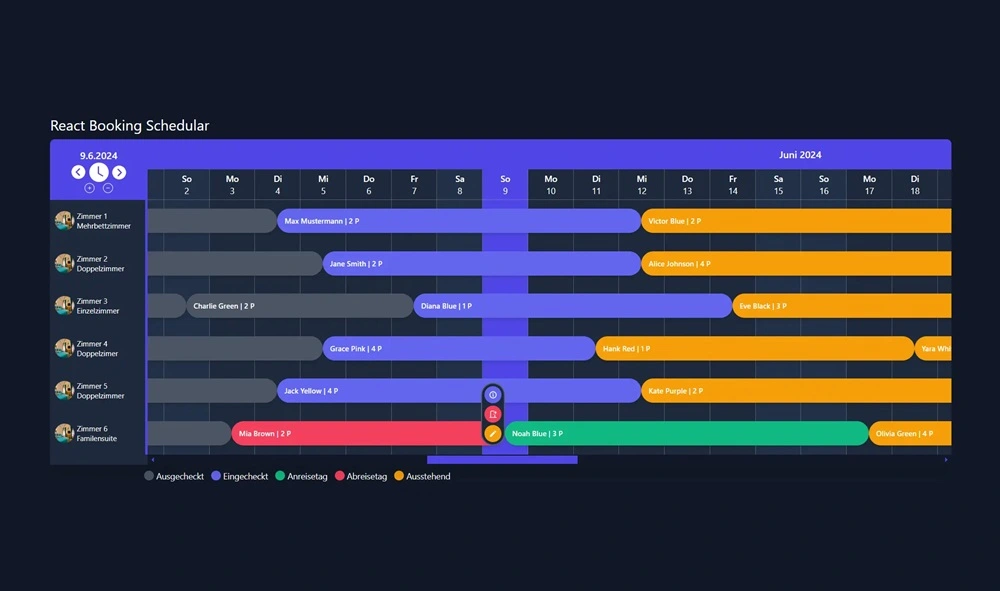 React Booking Schedular
9.6.2024
Juni 2024
So Mo Di Mi Do Fr Sa So Mo Di Mi Do Fr Sa So Mo Di
2 3 4 5 6 7 8 9 10 11 12 13 14 15 16 17 18
Zimmer 1
Mehrbettzimmer
Max Mustermann | 2 P
Victor Blue | 2 P
Zimmer 2
Doppelzimmer
Jane Smith | 2 P
Alice Johnson | 4 P
Zimmer 3
Einzelzimmer
Charlie Green | 2 P
Diana Blue | 1 P
Eve Black | 3 P
Zimmer 4
Doppelzimer
Grace Pink | 4 P
Hank Red | 1 P
Yara Whi
Zimmer 5
Doppelzimmer
Jack Yellow | 4 P
Kate Purple | 2 P
Zimmer 6
Familensuite
Mia Brown | 2 P
Noah Blue | 3 P
Olivia Green | 4 P
Ausgecheckt Eingecheckt Anreisetag Abreisetag Ausstehend